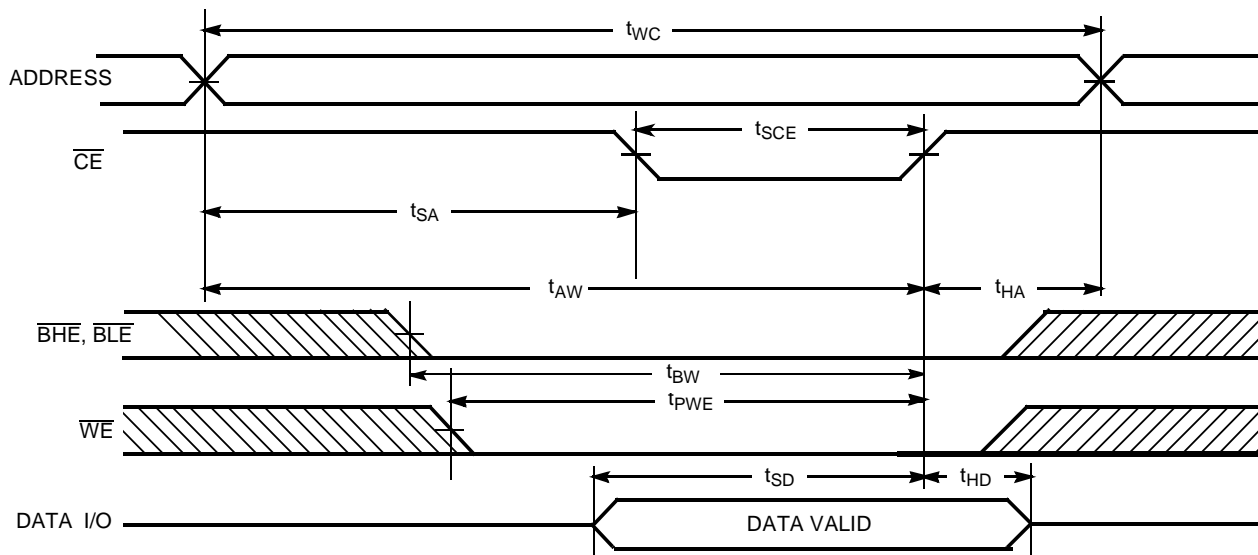 tWC
ADDRESS
tSCE
CE
tSA
tAW
tHA
BHE, BLE
tBW
tPWE
WE
tSD
tHD
DATA I/O
DATA VALID